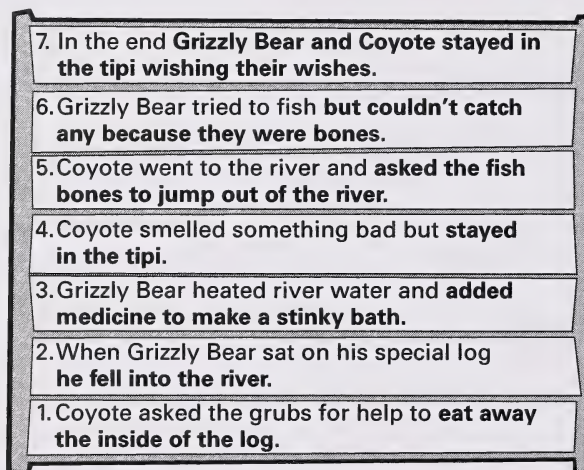 7. In the end Grizzly Bear and Coyote stayed in
the tipi wishing their wishes.
6. Grizzly Bear tried to fish but couldn't catch
any because they were bones.
5. Coyote went to the river and asked the fish
bones to jump out of the river.
4. Coyote smelled something bad but stayed
in the tipi.
3. Grizzly Bear heated river water and added
medicine to make a stinky bath.
2. When Grizzly Bear sat on his special log
he fell into the river.
1. Coyote asked the grubs for help to eat away
the inside of the log.